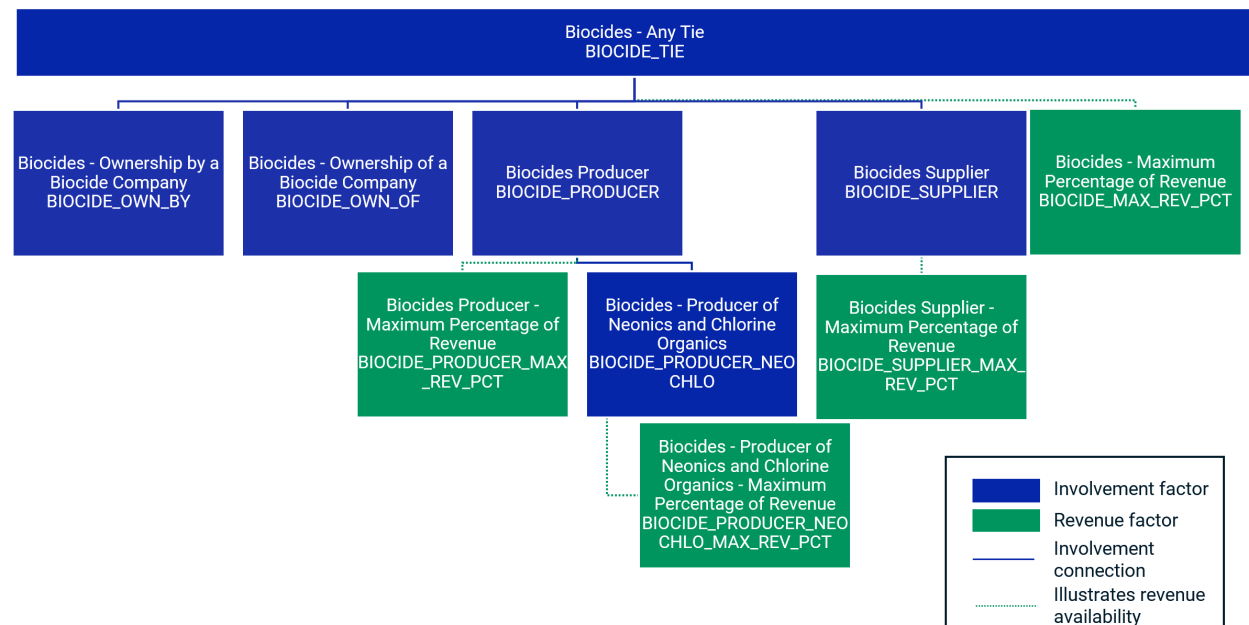 Biocides - Any Tie
BIOCIDE_TIE
Biocides - Ownership by a
Biocide Company
BIOCIDE_OWN_BY
Biocides - Ownership of a
Biocide Company
BIOCIDE_OWN_OF
Biocides Producer
BIOCIDE_PRODUCER
Biocides Supplier
BIOCIDE_SUPPLIER
Biocides - Maximum
Percentage of Revenue
BIOCIDE_MAX_REV_PCT
Biocides Producer -
Maximum Percentage of
Revenue
BIOCIDE_PRODUCER_MAX
_REV_PCT
Biocides - Producer of
Neonics and Chlorine
Organics
BIOCIDE_PRODUCER_NEO
CHLO
Biocides Supplier -
Maximum Percentage of
Revenue
BIOCIDE_SUPPLIER_MAX_
REV_PCT
Biocides - Producer of
Neonics and Chlorine
Organics - Maximum
Percentage of Revenue
BIOCIDE_PRODUCER_NEO
CHLO_MAX_REV_PCT
Involvement factor
Revenue factor
Involvement
connection
Illustrates revenue
availability